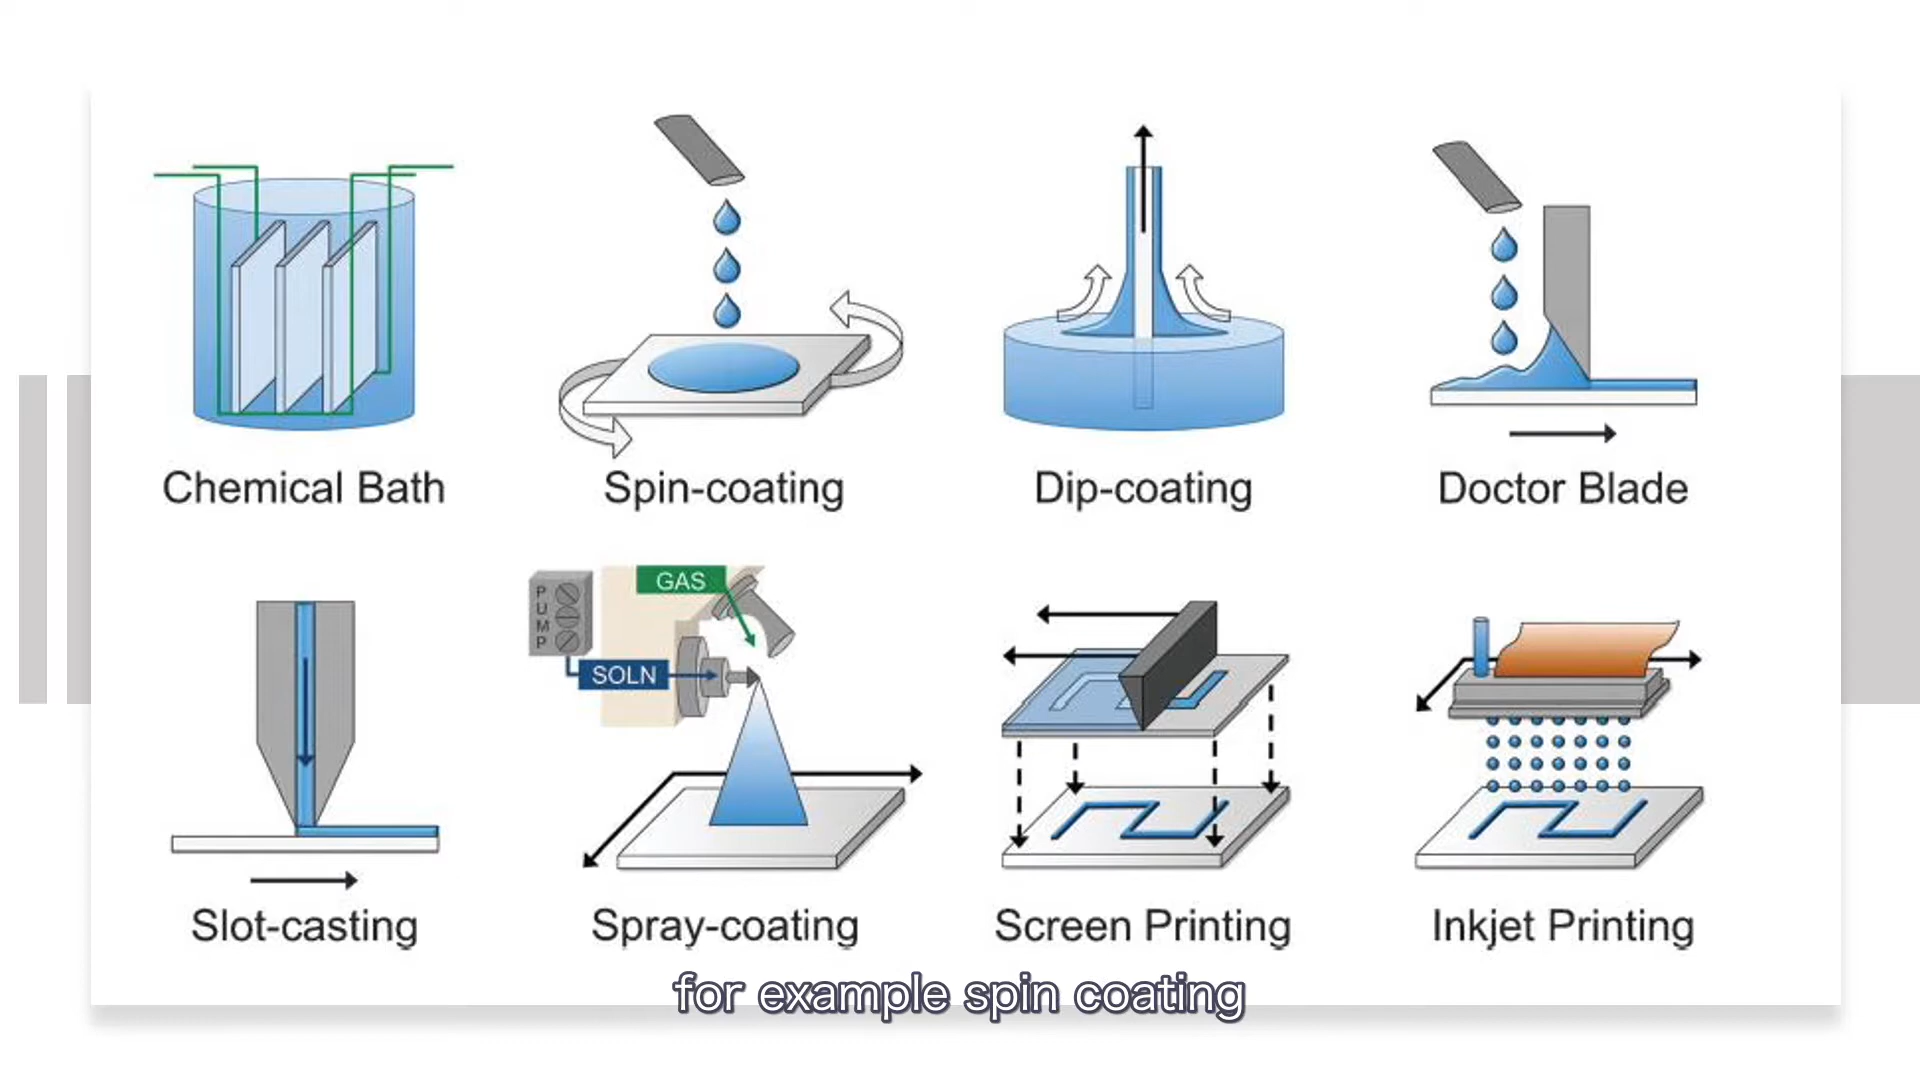 Chemical Bath
Spin-coating
Dip-coating
Doctor Blade
PUMP
GAS
SOLN
Slot-casting
Spray-coating
Screen Printing
Inkjet Printing
for example spin coating